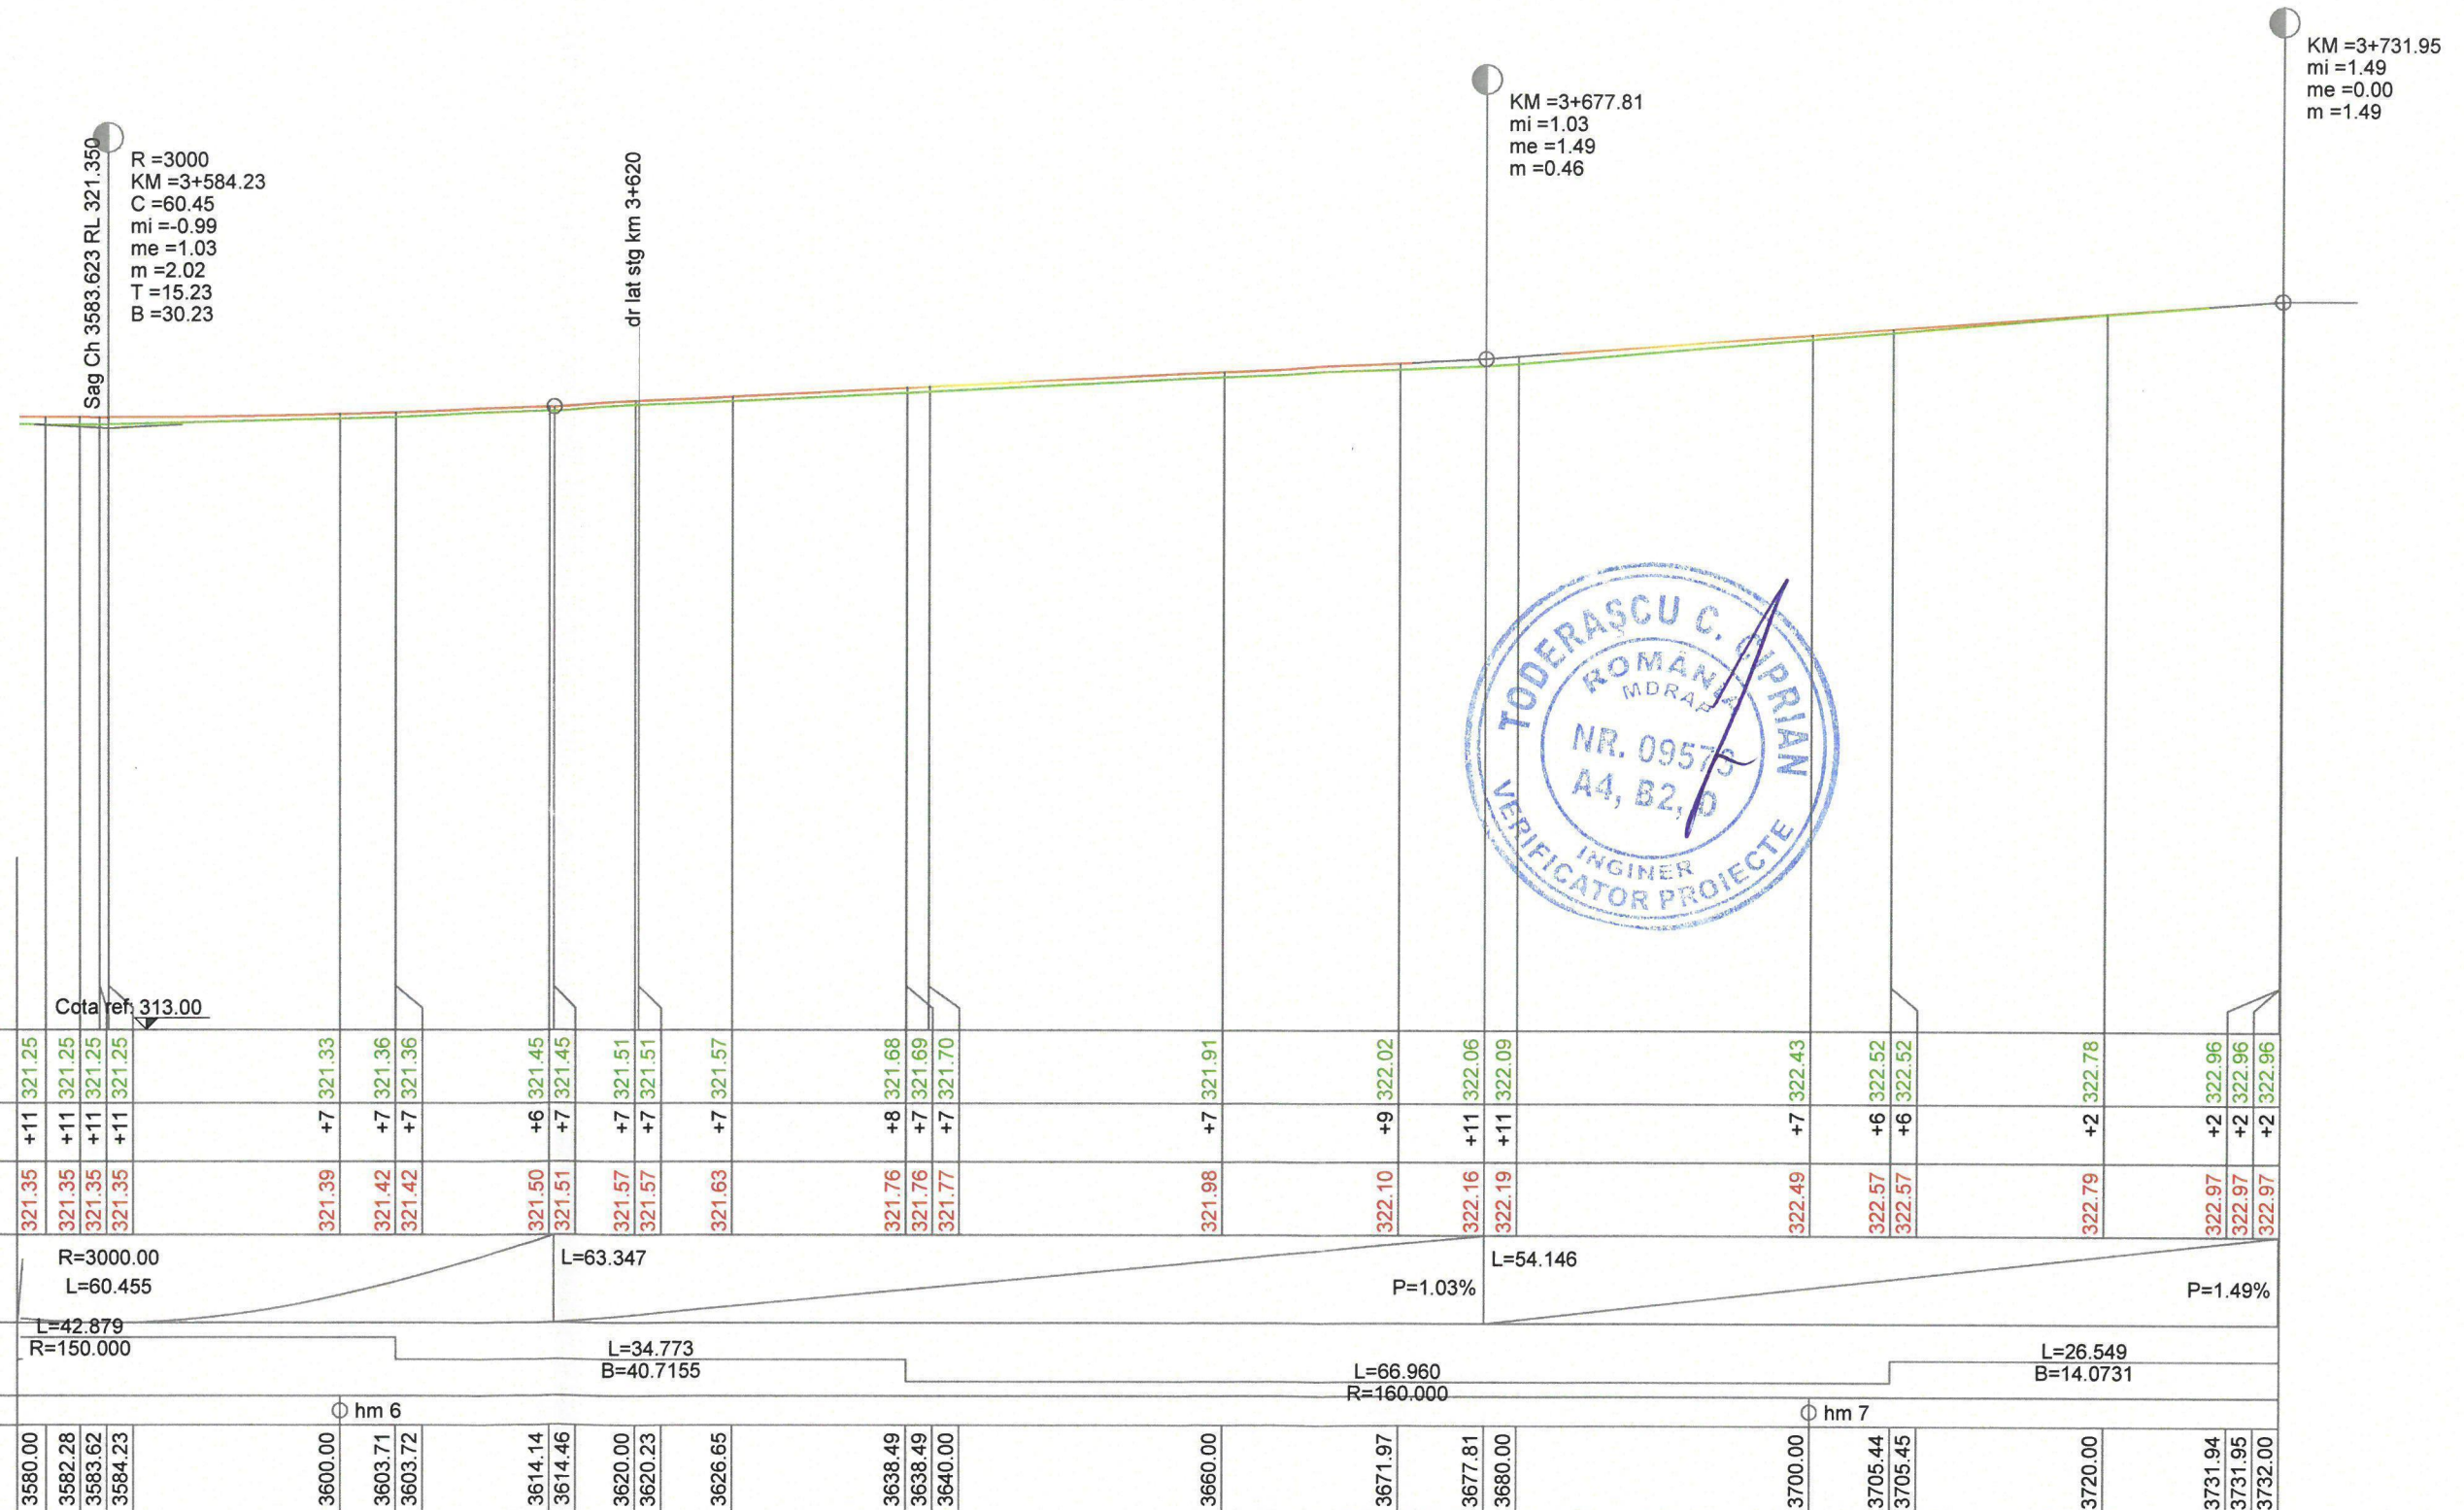 KM =3+731.95
mi =1.49
me =0.00
m =1.49
KM =3+677.81
mi =1.03
me =1.49
m =0.46
Sag Ch 3583.623 RL 321.350
R =3000
KM =3+584.23
C =60.45
mi =-0.99
me =1.03
m =2.02
T =15.23
B =30.23
dr lat stg km 3+620
TODERAȘCU C. CIPRIAN
ROMÂNIA
MDRAP
NR. 09573
A4, B2, D
INGINER
VERIFICATOR PROIECTE
Cota ref: 313.00
321.25 321.25 321.25 321.25 321.33 321.36 321.36 321.45 321.45 321.51 321.51 321.57 321.68 321.69 321.70 321.91 322.02 322.06 322.09 322.43 322.52 322.52 322.78 322.96 322.96 322.96
+11 +11 +11 +11 +7 +7 +7 +6 +7 +7 +7 +7 +8 +7 +7 +7 +9 +11 +11 +7 +6 +6 +2 +2 +2 +2
321.35 321.35 321.35 321.35 321.39 321.42 321.42 321.50 321.51 321.57 321.57 321.63 321.76 321.76 321.77 321.98 322.10 322.16 322.19 322.49 322.57 322.57 322.79 322.97 322.97 322.97
R=3000.00 L=63.347 L=54.146
L=60.455 P=1.03% P=1.49%
L=42.879
R=150.000
L=34.773
B=40.7155
L=66.960
R=160.000
L=26.549
B=14.0731
hm 6 hm 7
3580.00 3582.28 3583.62 3584.23 3600.00 3603.71 3603.72 3614.14 3614.46 3620.00 3620.23 3626.65 3638.49 3638.49 3640.00 3660.00 3671.97 3677.81 3680.00 3700.00 3705.44 3705.45 3720.00 3731.94 3731.95 3732.00